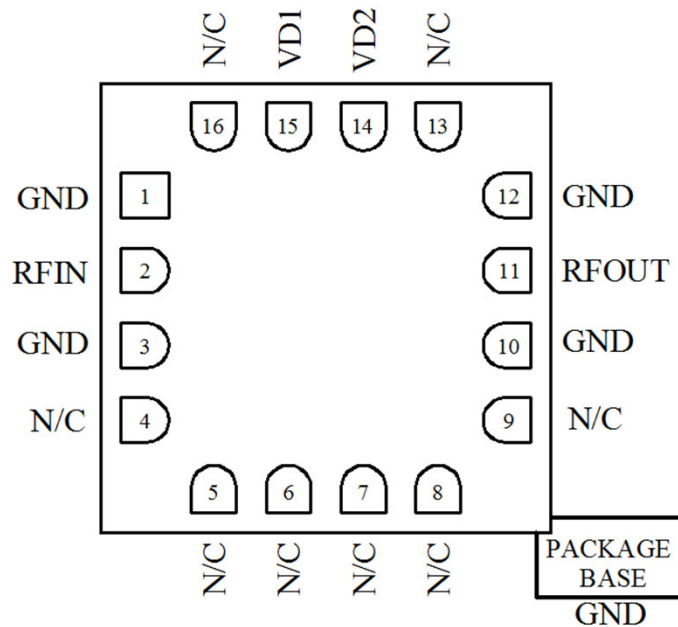 N/C VD1 VD2 N/C
16 15 14 13
GND 1 12 GND
RFIN 2 11 RFOUT
GND 3 10 GND
N/C 4 9 N/C
5 6 7 8
N/C N/C N/C N/C
PACKAGE
BASE
GND